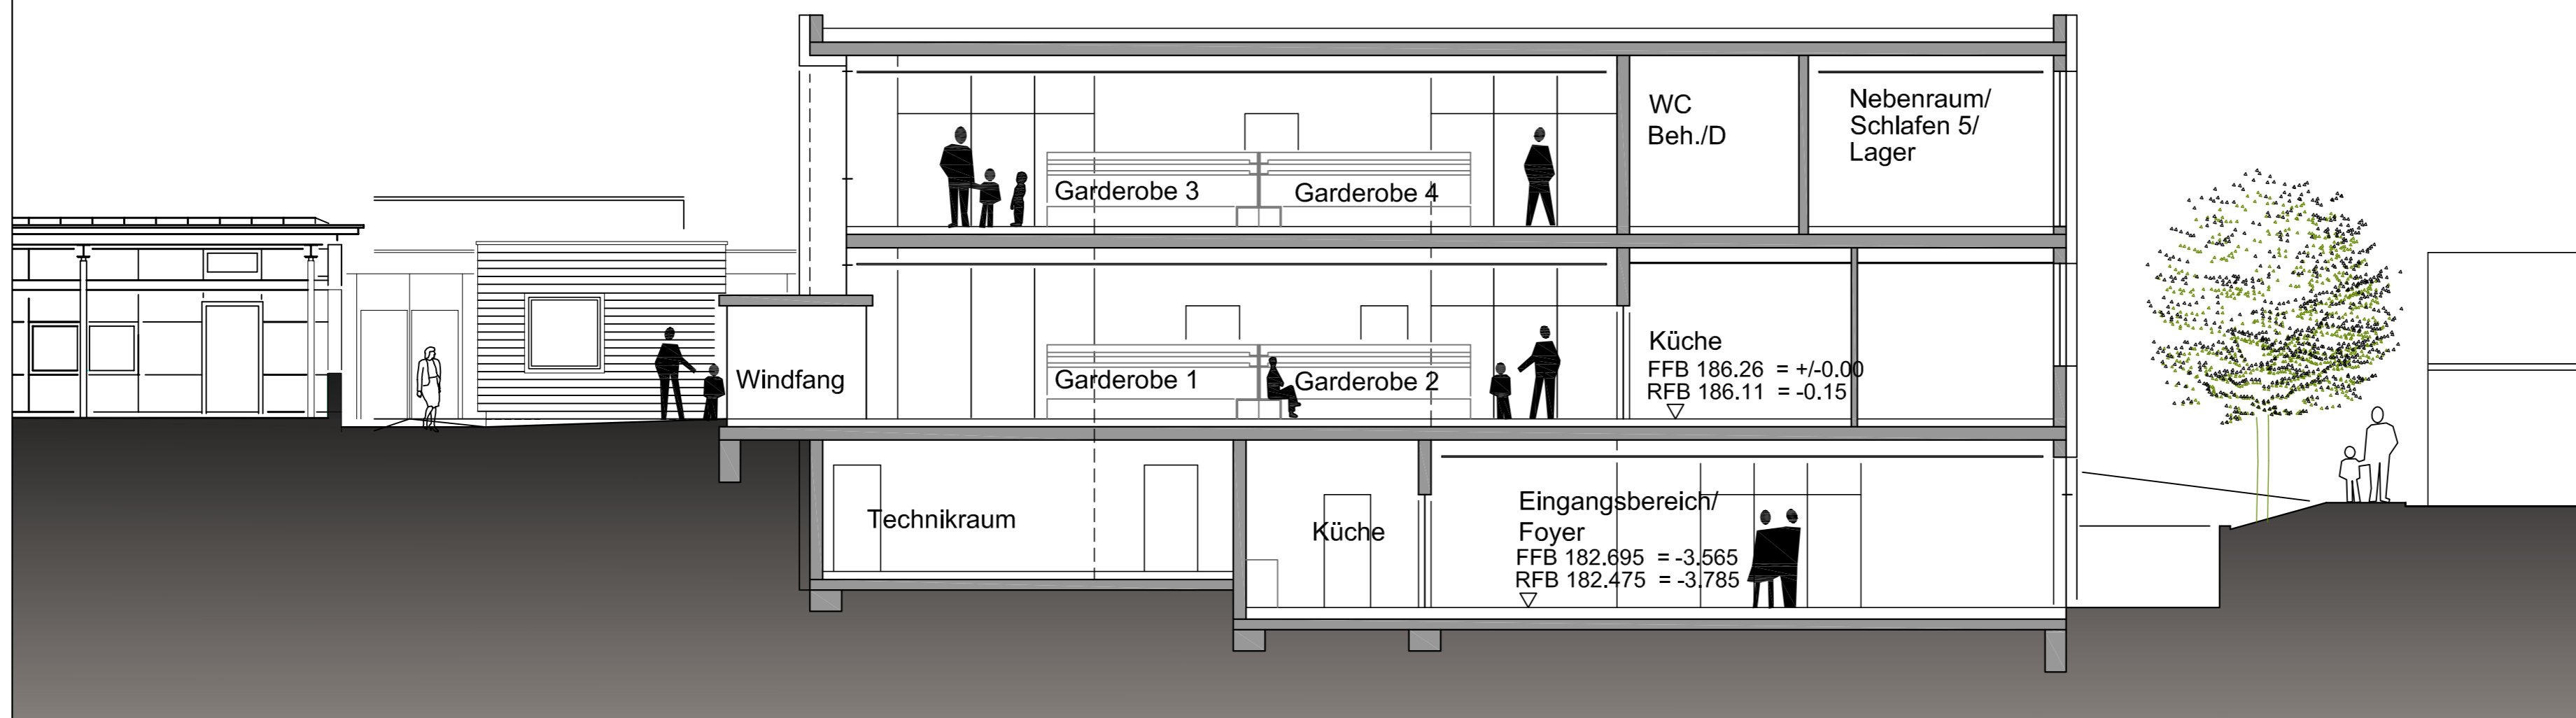 WC
Beh./D
Nebenraum/
Schlafen 5/
Lager
Garderobe 3
Garderobe 4
Windfang
Garderobe 1
Garderobe 2
Küche
FFB 186.26 = +/-0.00
RFB 186.11 = -0.15
Technikraum
Küche
Eingangsbereich/
Foyer
FFB 182.695 = -3.565
RFB 182.475 = -3.785